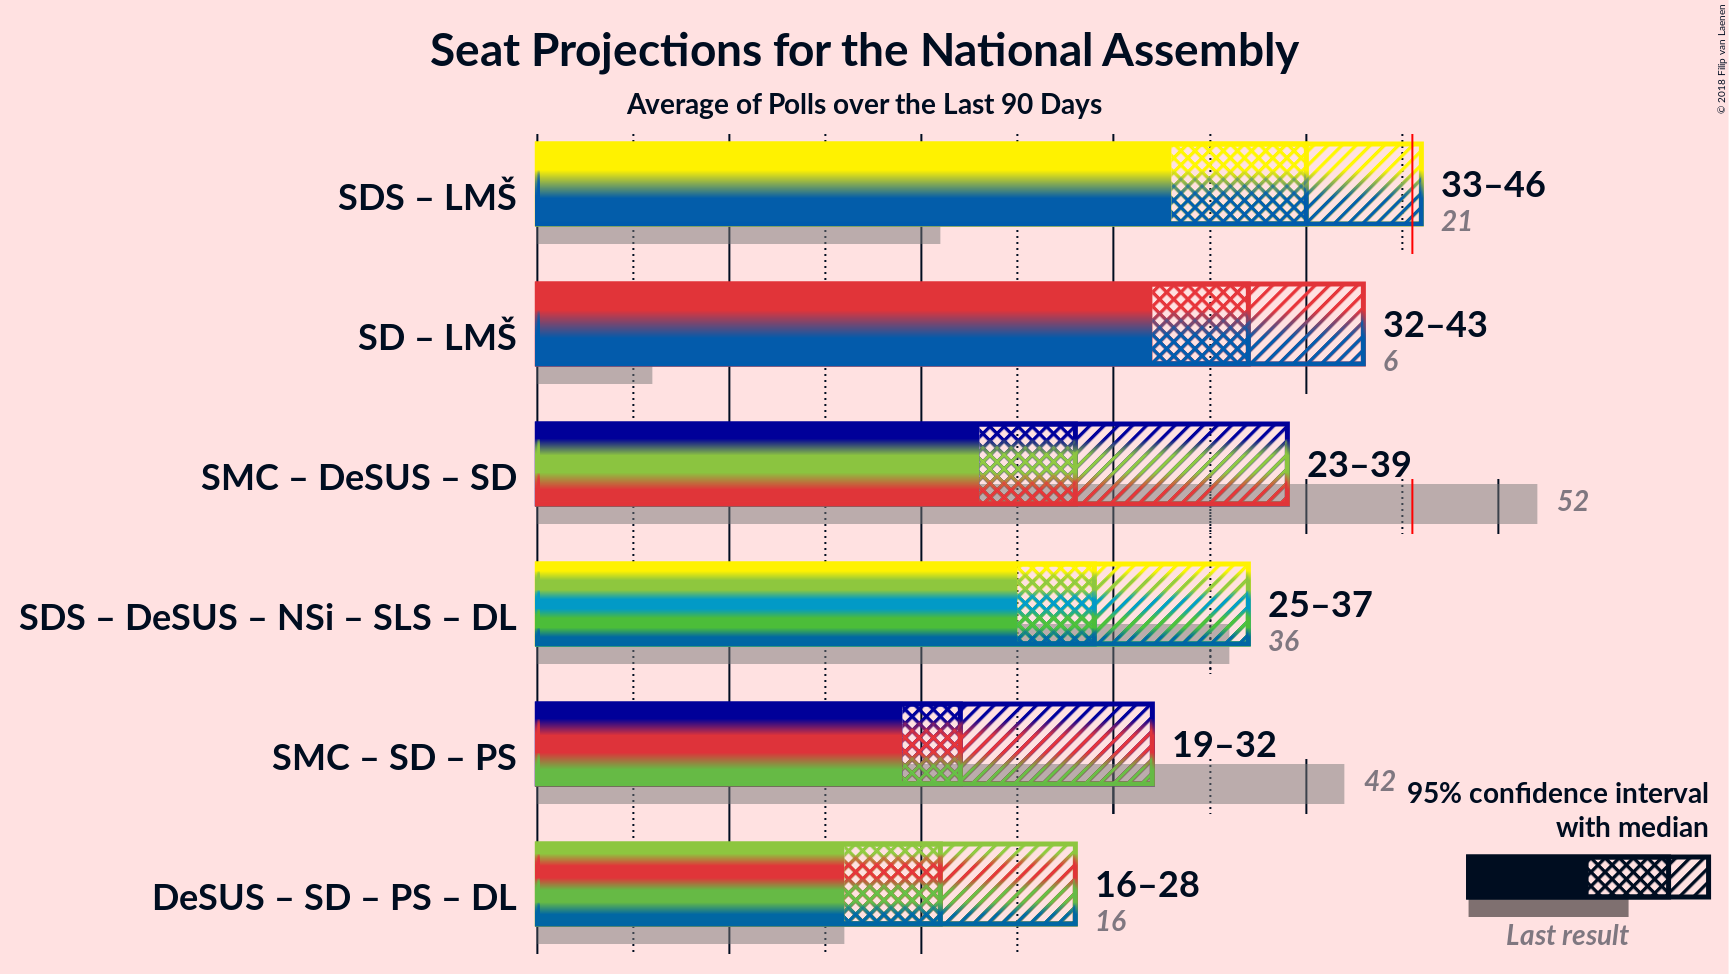 Seat Projections for the National Assembly
Average of Polls over the Last 90 Days
© 2018 Filip van Laenen
SDS – LMŠ
33–46
21
SD – LMŠ
32–43
6
SMC – DeSUS – SD
23–39
52
SDS – DeSUS – NSi – SLS – DL
25–37
36
SMC – SD – PS
19–32
42
DeSUS – SD – PS – DL
16–28
16
95% confidence interval
with median
Last result